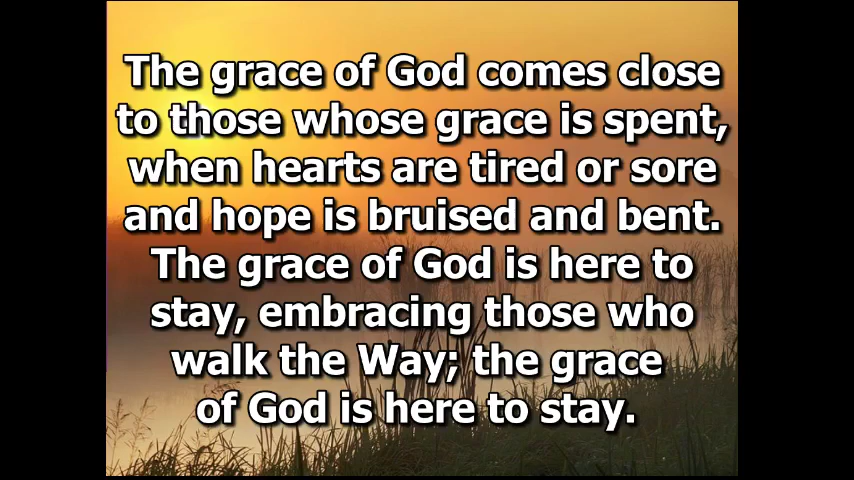 The grace of God comes close
to those whose grace is spent,
when hearts are tired or sore
and hope is bruised and bent.
The grace of God is here to
stay, embracing those who
walk the Way; the grace
of God is here to stay.